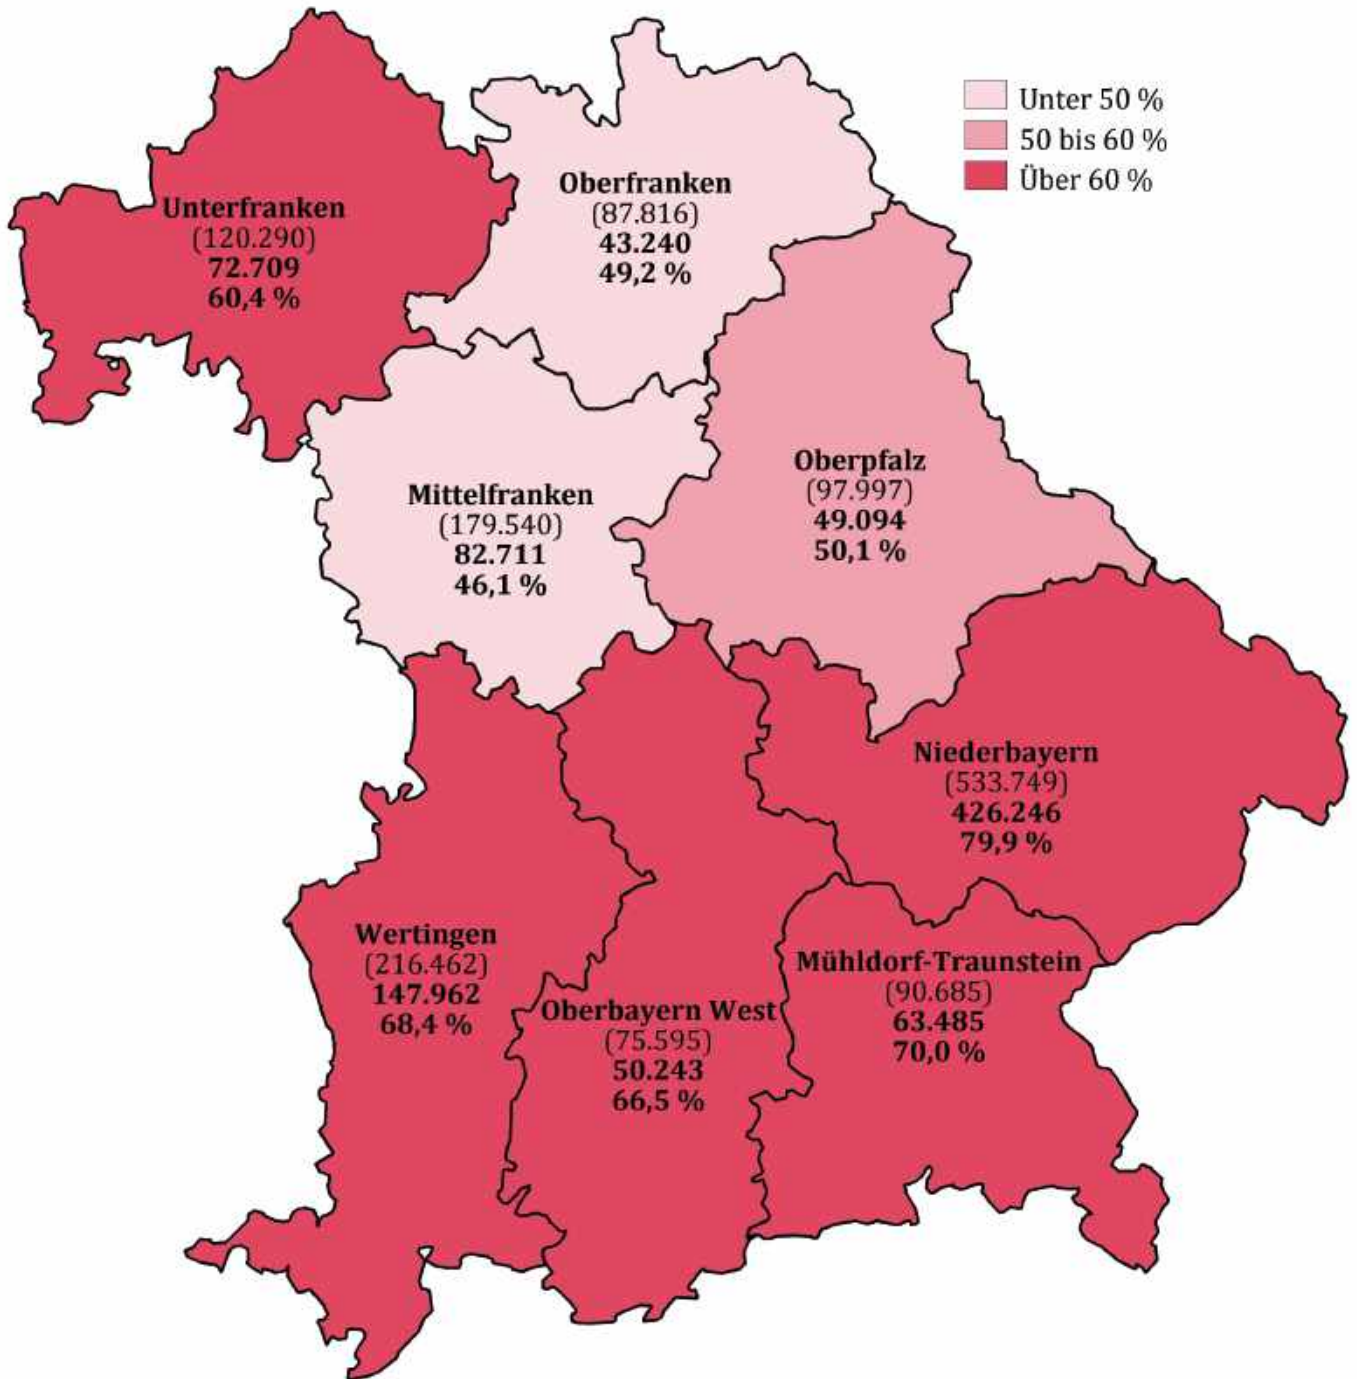 Unter 50 %
50 bis 60 %
Über 60 %
Unterfranken
(120.290)
72.709
60,4 %
Oberfranken
(87.816)
43.240
49,2 %
Mittelfranken
(179.540)
82.711
46,1 %
Oberpfalz
(97.997)
49.094
50,1 %
Niederbayern
(533.749)
426.246
79,9 %
Wertingen
(216.462)
147.962
68,4 %
Oberbayern West
(75.595)
50.243
66,5 %
Mühldorf-Traunstein
(90.685)
63.485
70,0 %